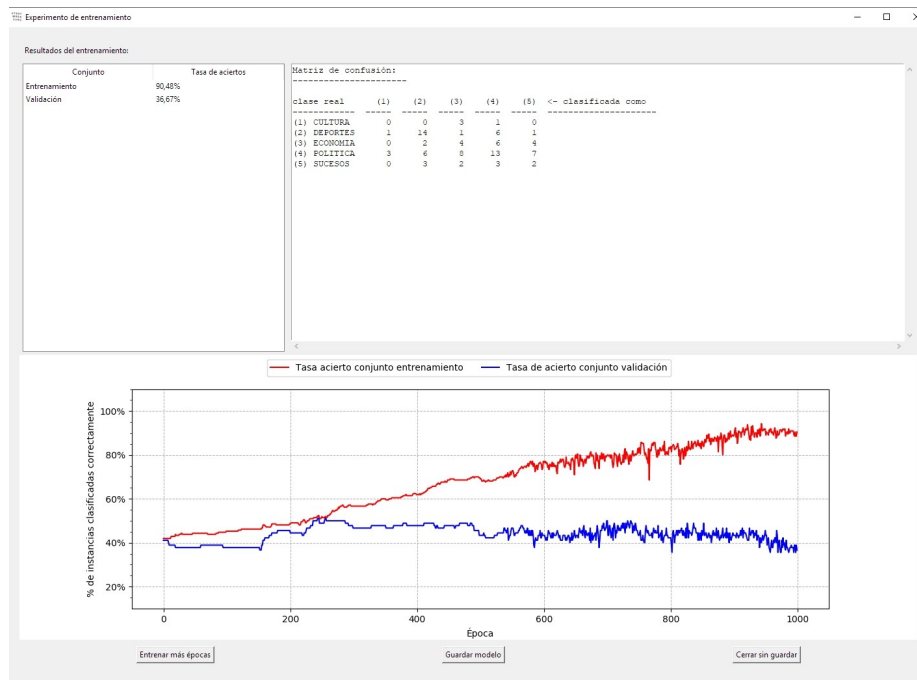 Experimento de entrenamiento
Resultados del entrenamiento:
Conjunto Tasa de aciertos
Entrenamiento 90,48%
Validación 36,67%
Matriz de confusión:
--------------------------
clase real (1) (2) (3) (4) (5) <- clasificada como
------------ ----- ----- ----- ----- ----- --------------------
(1) CULTURA 0 0 3 1 0
(2) DEPORTES 1 14 1 6 1
(3) ECONOMIA 0 2 4 6 4
(4) POLITICA 3 6 8 13 7
(5) SUCESOS 0 3 2 3 2
Tasa acierto conjunto entrenamiento Tasa de acierto conjunto validación
% de instancias clasificadas correctamente
100%
80%
60%
40%
20%
0 200 400 600 800 1000
Época
Entrenar más épocas Guardar modelo Cerrar sin guardar